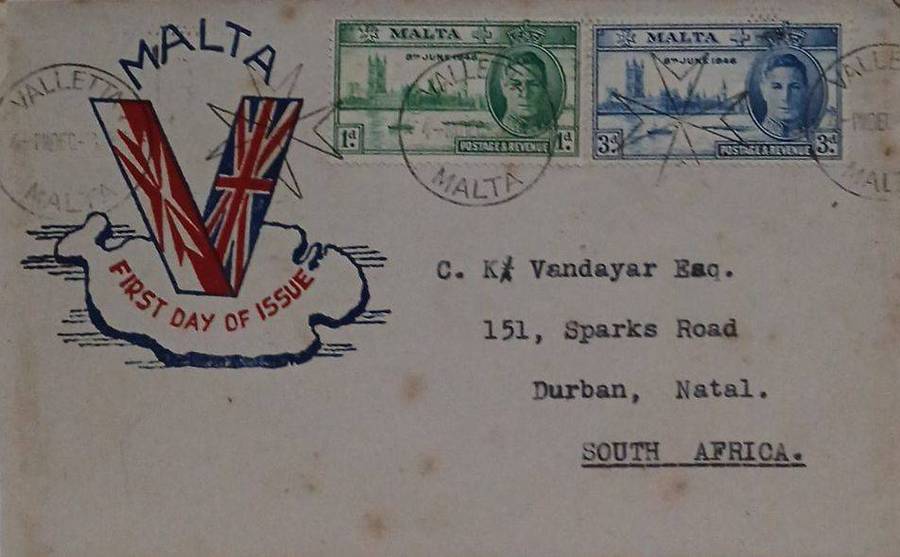 MALTA
FIRST DAY OF ISSUE
VALLETTA
MALTA
MALTA
8TH JUNE 1946
1d. 1d.
POSTAGE & REVENUE
VALLETTA
MALTA
MALTA
8TH JUNE 1946
3d. 3d.
POSTAGE & REVENUE
C. K. Vandayar Esq.
151, Sparks Road
Durban, Natal.
SOUTH AFRICA.